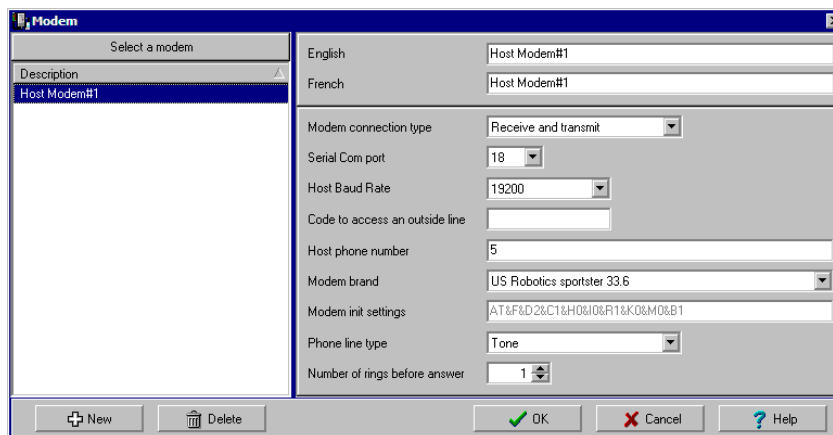 Modem
Select a modem
Description
Host Modem#1
English Host Modem#1
French Host Modem#1
Modem connection type Receive and transmit
Serial Com port 18
Host Baud Rate 19200
Code to access an outside line
Host phone number 5
Modem brand US Robotics sportster 33.6
Modem init settings AT&F&D2&C1&H0&I0&R1&K0&M0&B1
Phone line type Tone
Number of rings before answer 1
New Delete OK Cancel Help